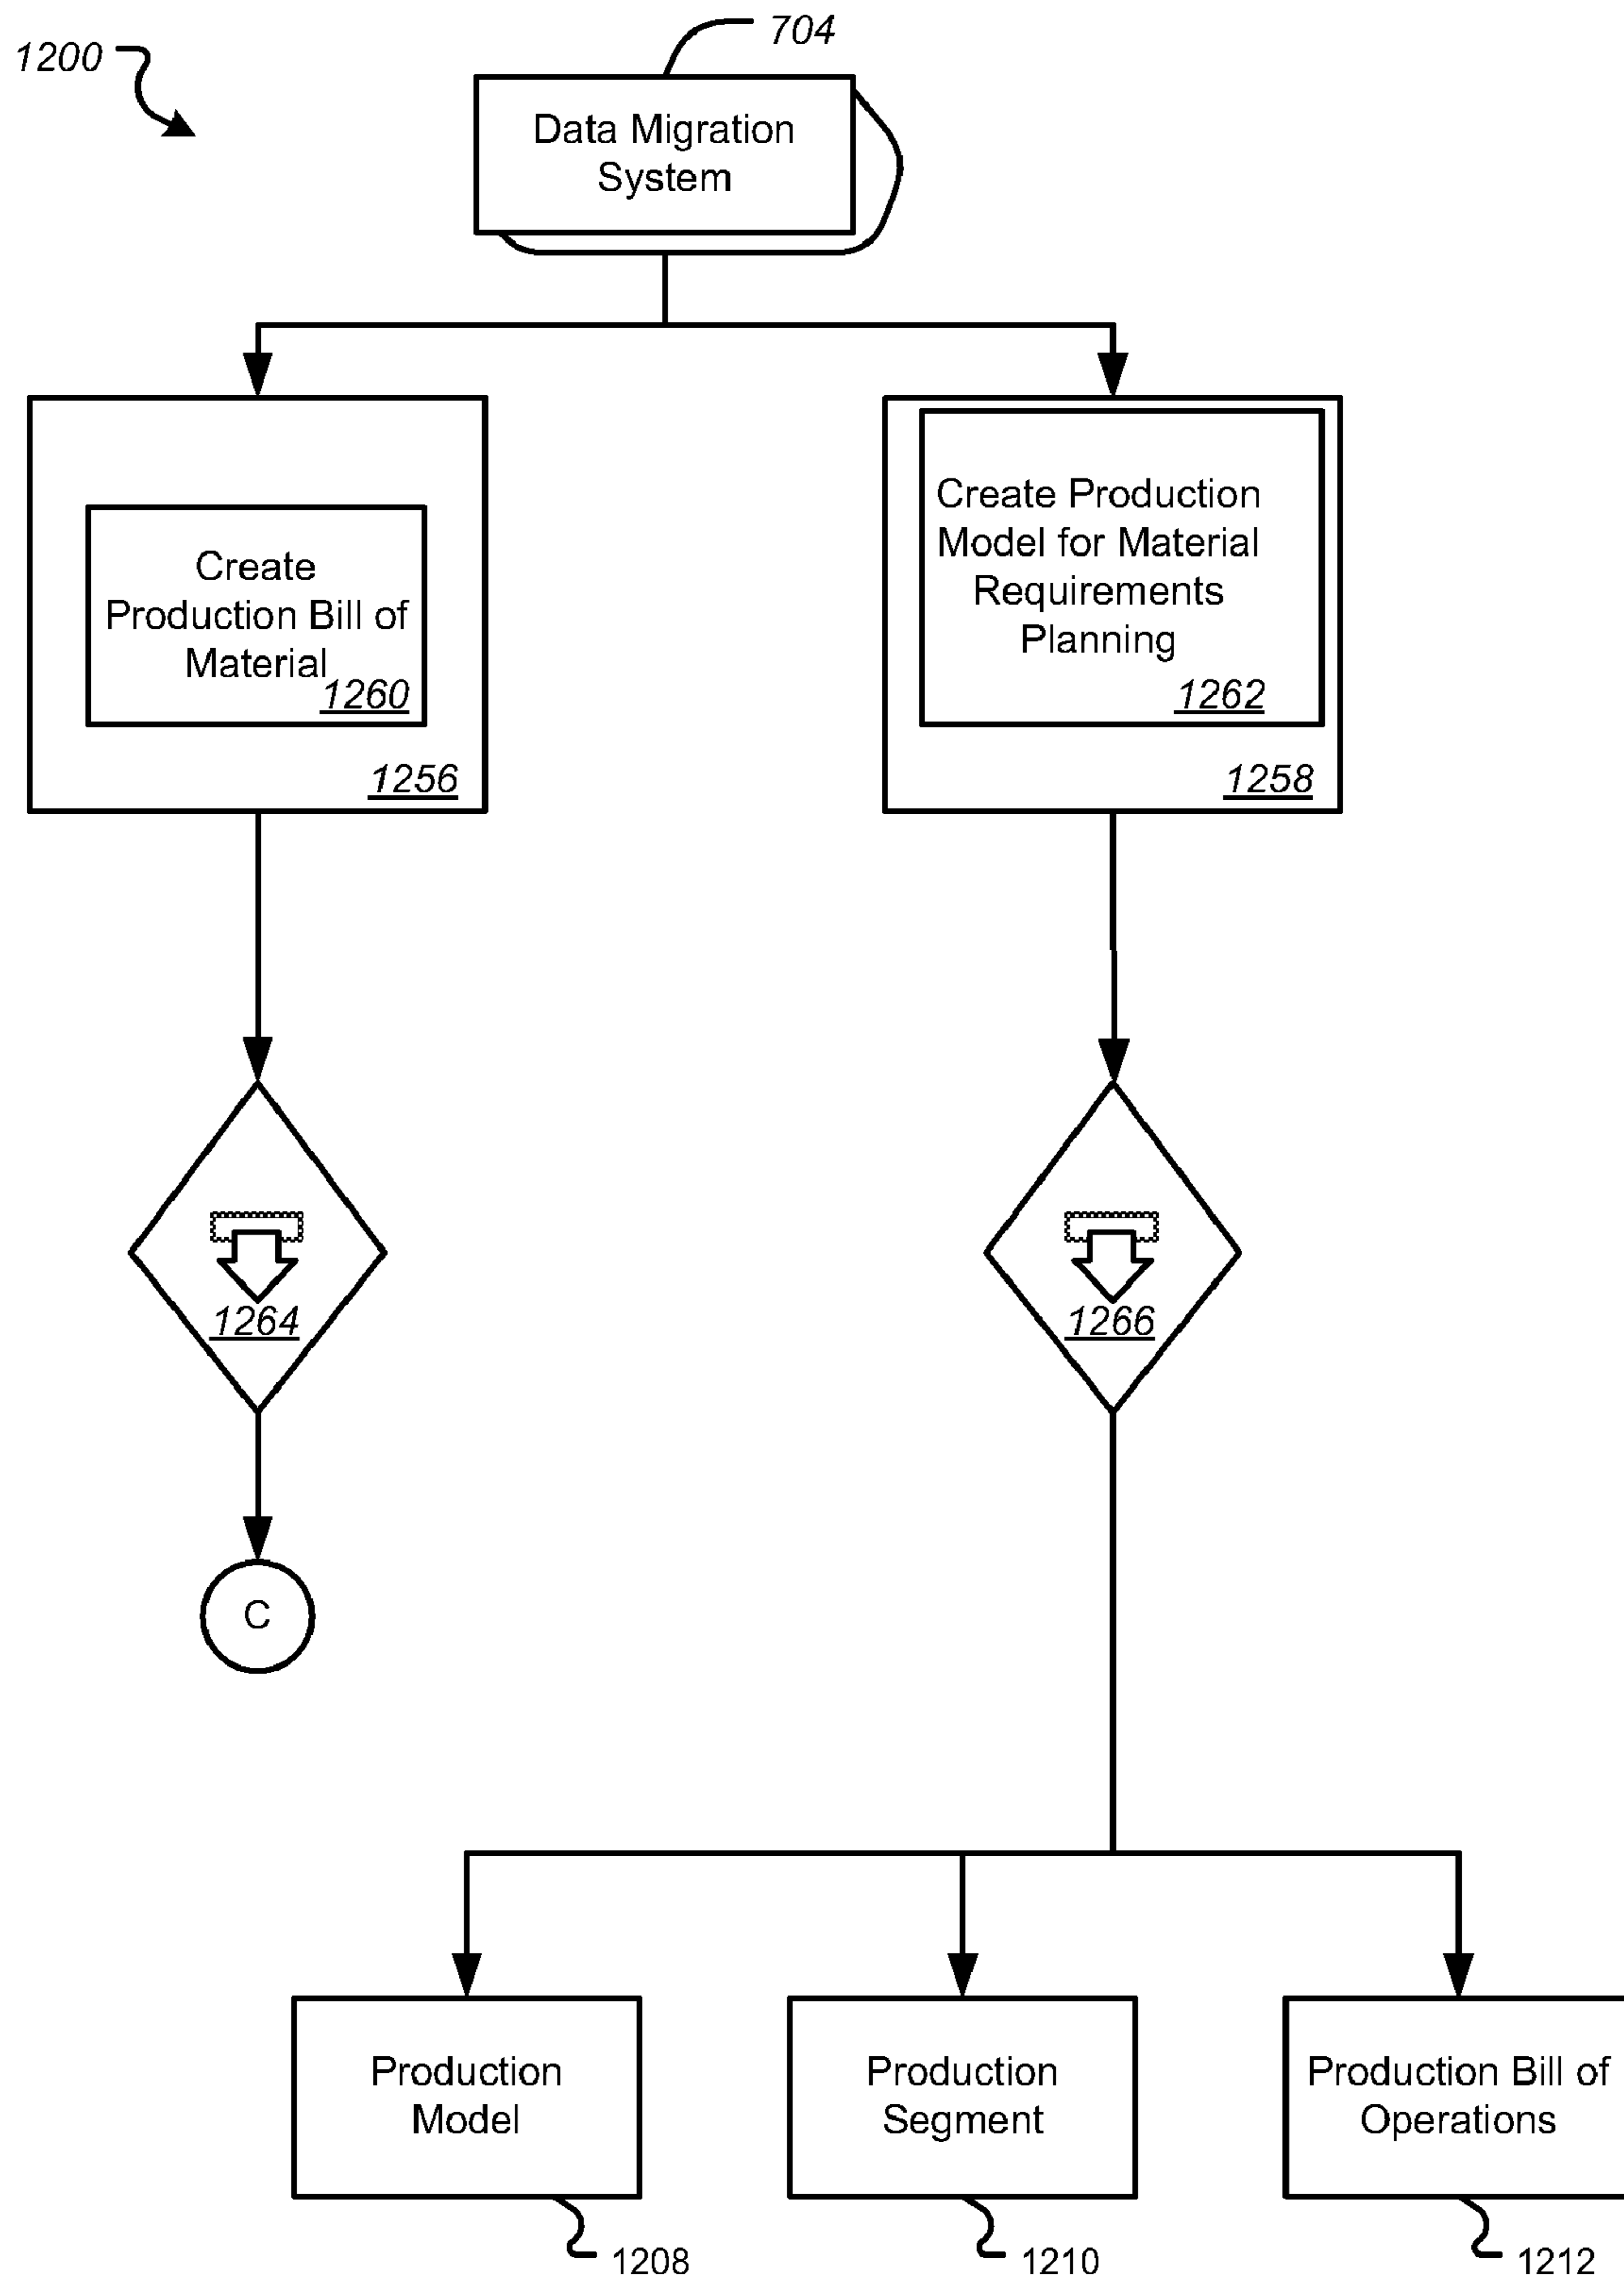 1200
704
Data Migration
System
Create
Production Bill of
Material
1260
1256
Create Production
Model for Material
Requirements
Planning
1262
1258
1264
1266
C
Production
Model
1208
Production
Segment
1210
Production Bill of
Operations
1212